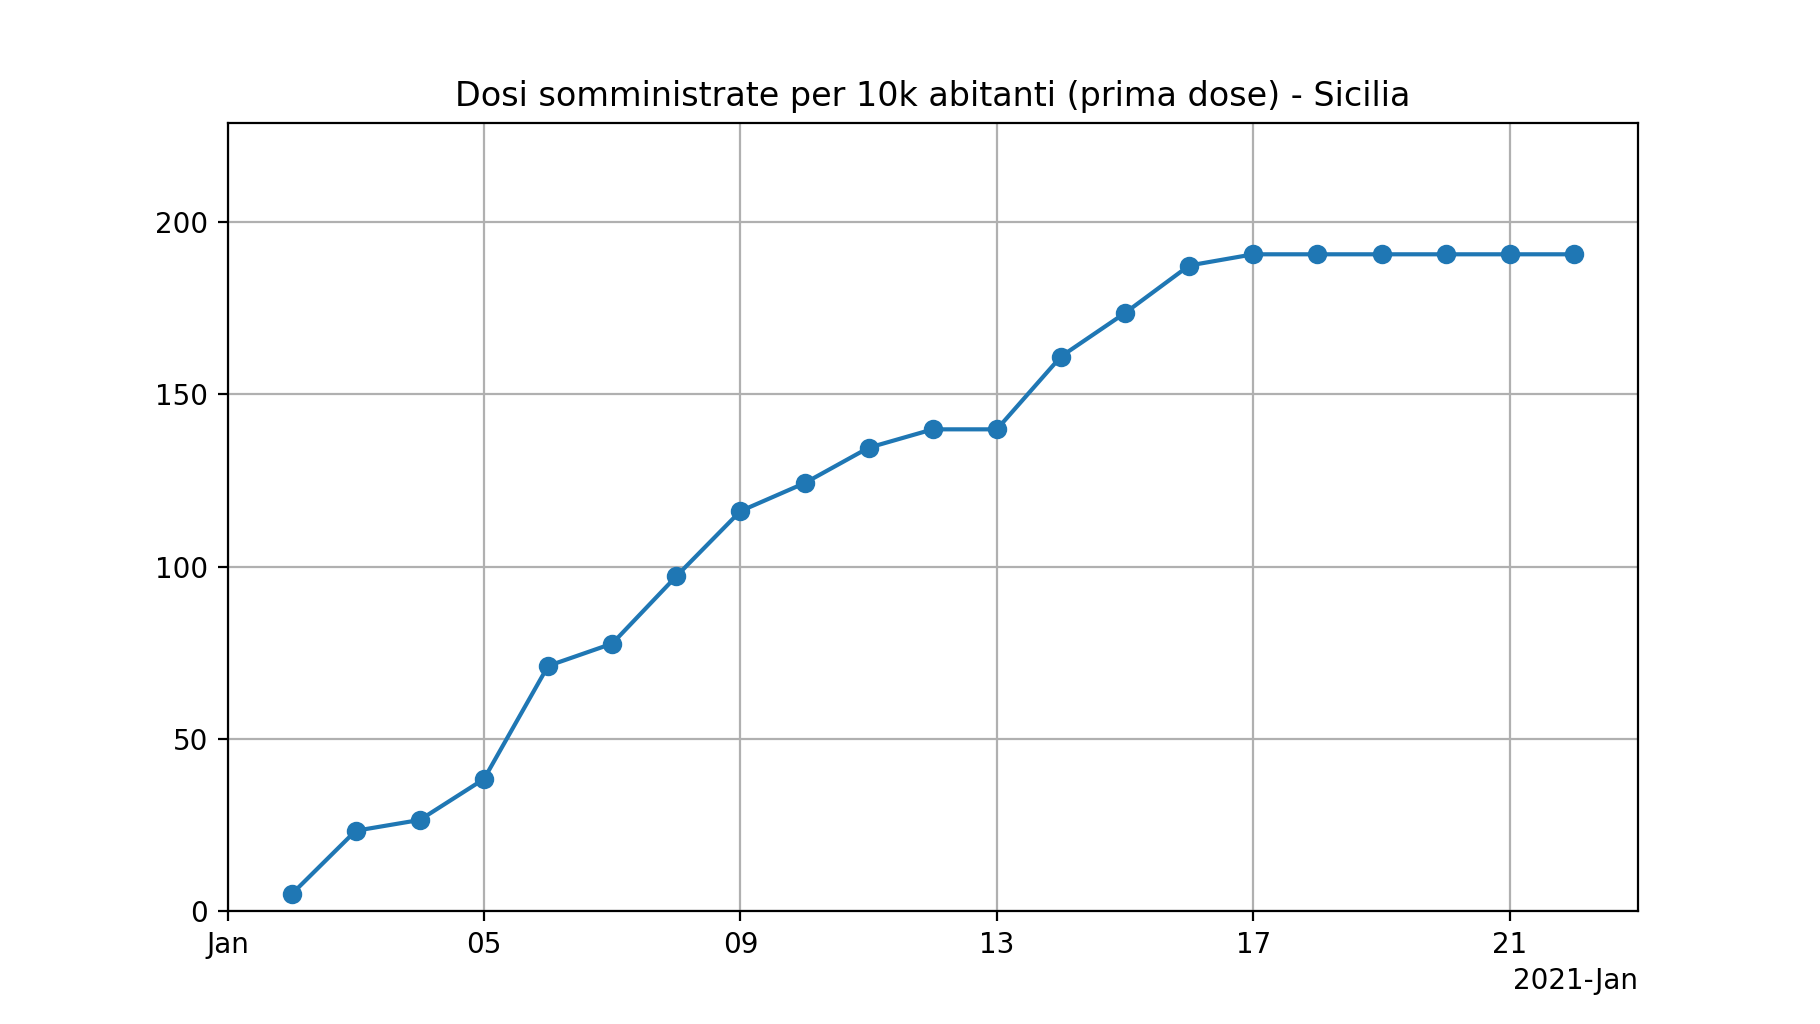 Dosi somministrate per 10k abitanti (prima dose) - Sicilia
200
150
100
50
0
Jan 05 09 13 17 21
2021-Jan